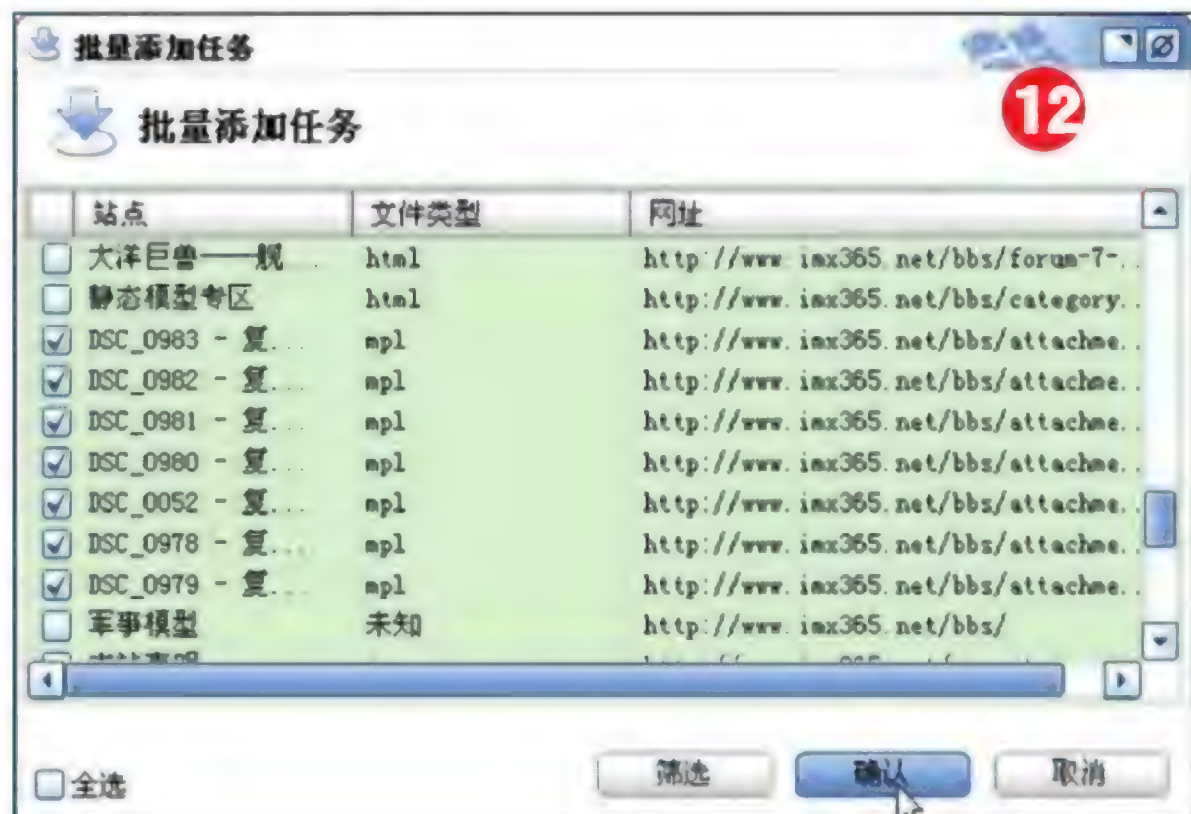 批量添加任务
12
批量添加任务
站点 文件类型 网址
大洋巨兽——舰... html http://www.imx365.net/bbs/forum-7-..
静态模型专区 html http://www.imx365.net/bbs/category..
DSC_0983 - 复... mpl http://www.imx365.net/bbs/attachme..
DSC_0982 - 复... mpl http://www.imx365.net/bbs/attachme..
DSC_0981 - 复... mpl http://www.imx365.net/bbs/attachme..
DSC_0980 - 复... mpl http://www.imx365.net/bbs/attachme..
DSC_0052 - 复... mpl http://www.imx365.net/bbs/attachme..
DSC_0978 - 复... mpl http://www.imx365.net/bbs/attachme..
DSC_0979 - 复... mpl http://www.imx365.net/bbs/attachme..
军事模型 未知 http://www.imx365.net/bbs/
全选 筛选 确认 取消